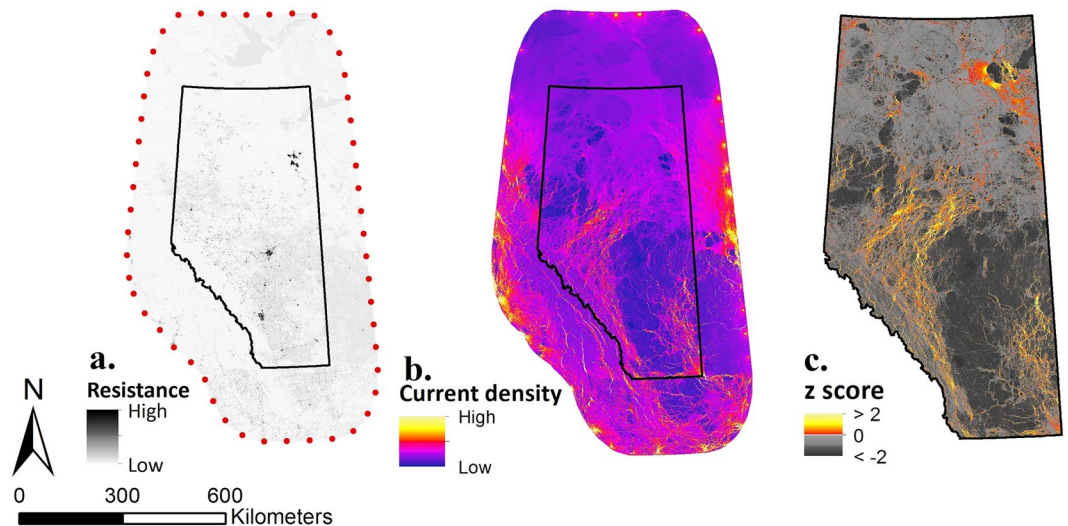 a.
Resistance
High
Low
N
0 300 600
Kilometers
b.
Current density
High
Low
c.
z score
> 2
0
< -2